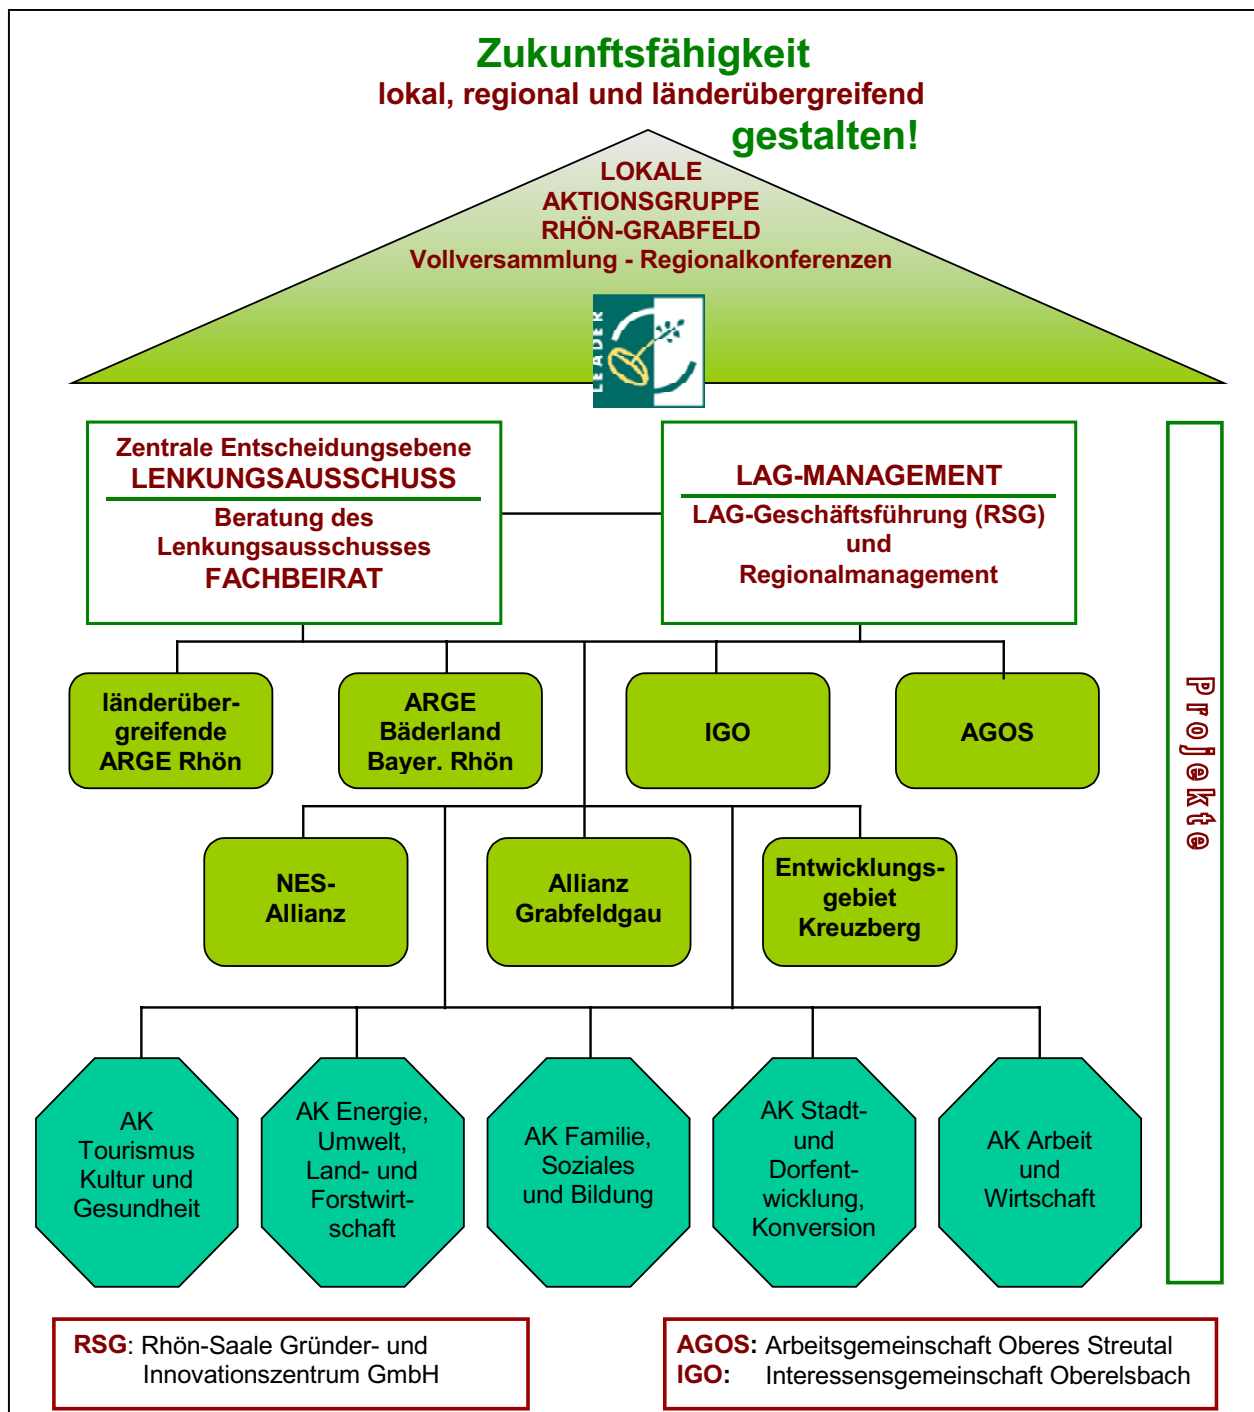 Zukunftsfähigkeit
lokal, regional und länderübergreifend
gestalten!
LOKALE
AKTIONSGRUPPE
RHÖN-GRABFELD
Vollversammlung - Regionalkonferenzen
LEADER
Zentrale Entscheidungsebene
LENKUNGSAUSSCHUSS
Beratung des
Lenkungsausschusses
FACHBEIRAT
LAG-MANAGEMENT
LAG-Geschäftsführung (RSG)
und
Regionalmanagement
Projekte
länderüber-
greifende
ARGE Rhön
ARGE
Bäderland
Bayer. Rhön
IGO
AGOS
NES-
Allianz
Allianz
Grabfeldgau
Entwicklungs-
gebiet
Kreuzberg
AK
Tourismus
Kultur und
Gesundheit
AK Energie,
Umwelt,
Land- und
Forstwirt-
schaft
AK Familie,
Soziales
und Bildung
AK Stadt-
und
Dorfent-
wicklung,
Konversion
AK Arbeit
und
Wirtschaft
RSG: Rhön-Saale Gründer- und
Innovationszentrum GmbH
AGOS: Arbeitsgemeinschaft Oberes Streutal
IGO: Interessensgemeinschaft Oberelsbach